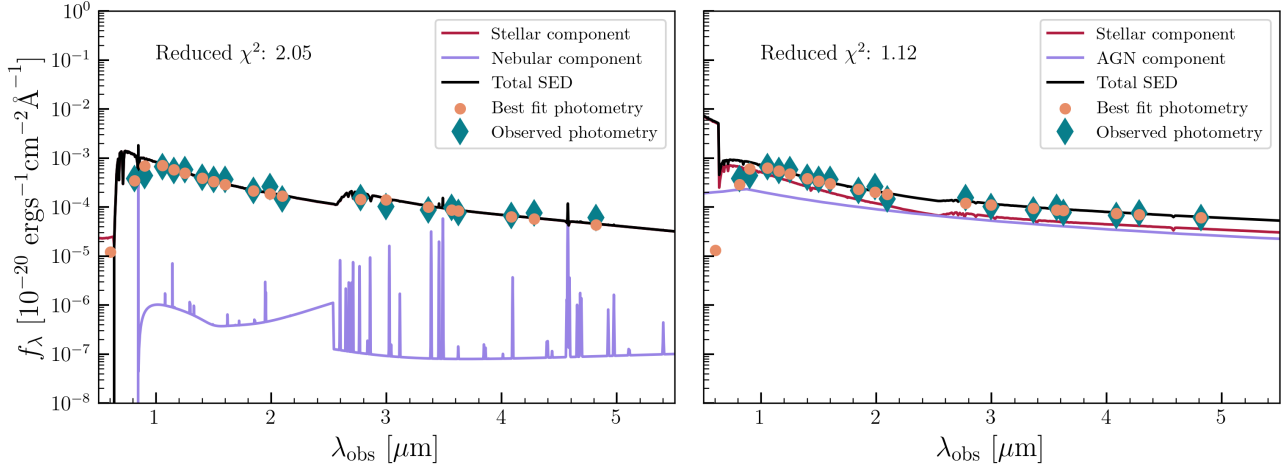 10⁰
10⁻¹
10⁻²
10⁻³
10⁻⁴
10⁻⁵
10⁻⁶
10⁻⁷
10⁻⁸
f_λ [10⁻²⁰ ergs⁻¹cm⁻²Å⁻¹]
Reduced χ²: 2.05
Stellar component
Nebular component
Total SED
Best fit photometry
Observed photometry
1 2 3 4 5
λ_obs [μm]
Reduced χ²: 1.12
Stellar component
AGN component
Total SED
Best fit photometry
Observed photometry
1 2 3 4 5
λ_obs [μm]